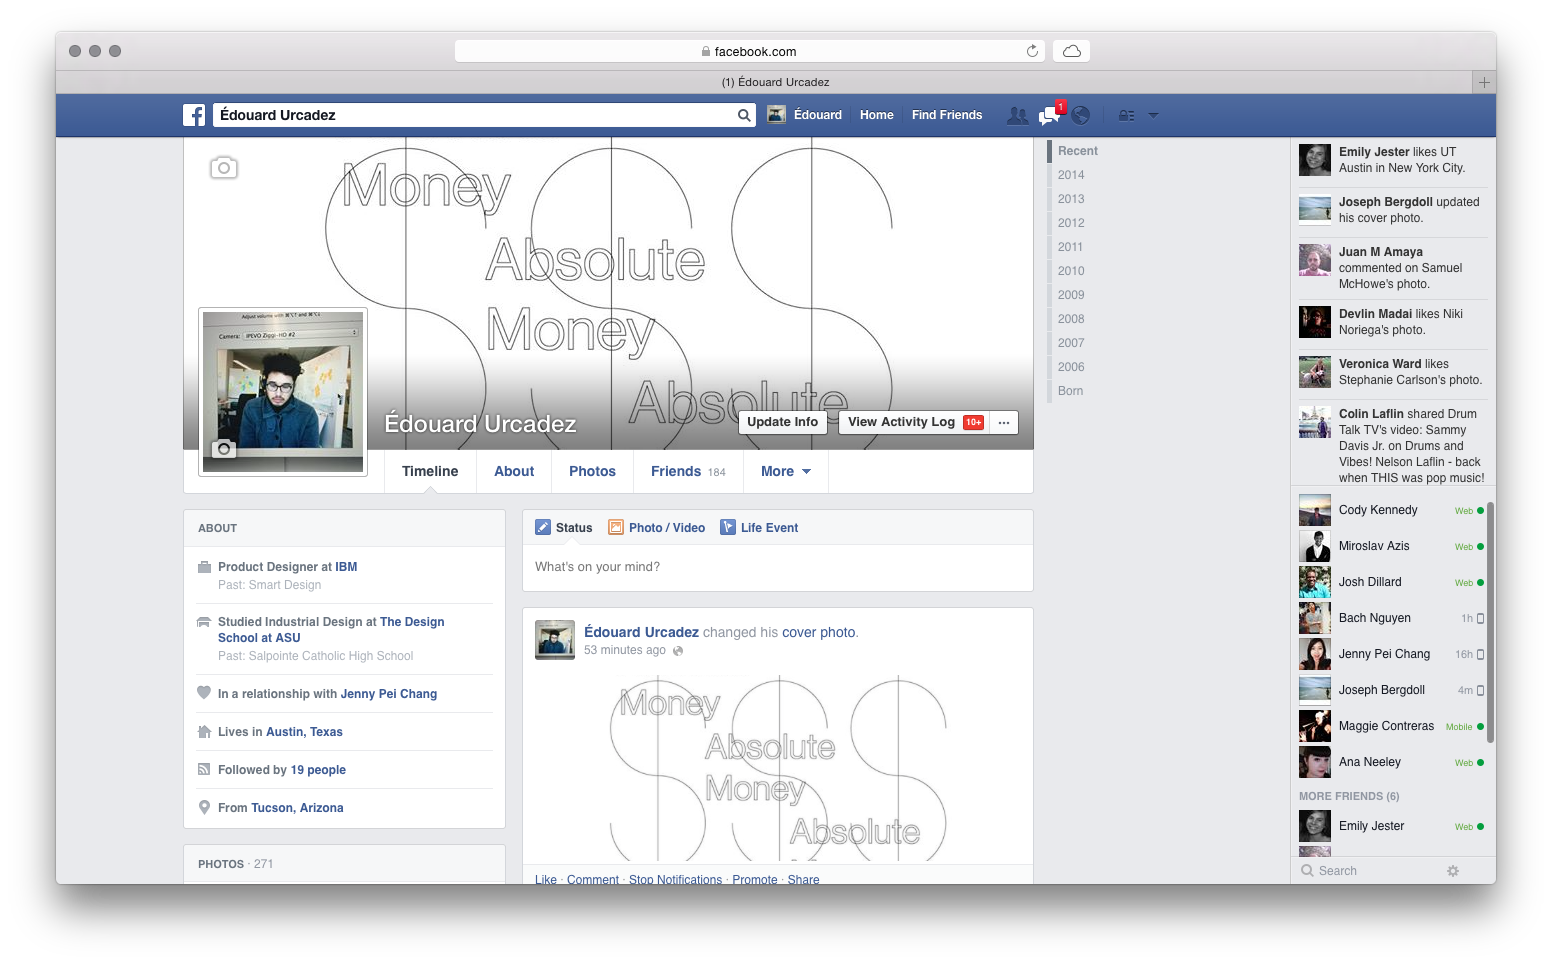 facebook.com
(1) Édouard Urcadez
Édouard Urcadez
Édouard
Home
Find Friends
1
Money
Absolute
Money
Absolute
Adjust volume with ⌘⌥T and ⌘⌥G
Camera: IPEVO Ziggi-HD #2
Édouard Urcadez
Update Info
View Activity Log 10+
...
Timeline
About
Photos
Friends 184
More
Recent
2014
2013
2012
2011
2010
2009
2008
2007
2006
Born
ABOUT
Product Designer at IBM
Past: Smart Design
Studied Industrial Design at The Design
School at ASU
Past: Salpointe Catholic High School
In a relationship with Jenny Pei Chang
Lives in Austin, Texas
Followed by 19 people
From Tucson, Arizona
PHOTOS · 271
Status
Photo / Video
Life Event
What's on your mind?
Édouard Urcadez changed his cover photo.
53 minutes ago
Money
Absolute
Money
Absolute
Like · Comment · Stop Notifications · Promote · Share
Emily Jester likes UT
Austin in New York City.
Joseph Bergdoll updated
his cover photo.
Juan M Amaya
commented on Samuel
McHowe's photo.
Devlin Madai likes Niki
Noriega's photo.
Veronica Ward likes
Stephanie Carlson's photo.
Colin Laflin shared Drum
Talk TV's video: Sammy
Davis Jr. on Drums and
Vibes! Nelson Laflin - back
when THIS was pop music!
Cody Kennedy Web
Miroslav Azis Web
Josh Dillard Web
Bach Nguyen 1h
Jenny Pei Chang 16h
Joseph Bergdoll 4m
Maggie Contreras Mobile
Ana Neeley Web
MORE FRIENDS (6)
Emily Jester Web
Search